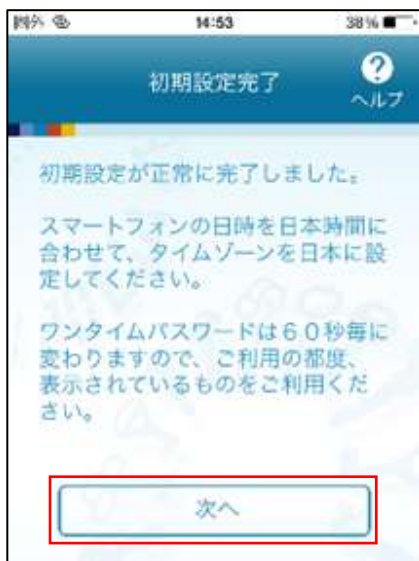 圏外 14:53 38%
初期設定完了
?
ヘルプ
初期設定が正常に完了しました。
スマートフォンの日時を日本時間に
合わせて、タイムゾーンを日本に設
定してください。
ワンタイムパスワードは60秒毎に
変わりますので、ご利用の都度、
表示されているものをご利用くだ
さい。
次へ